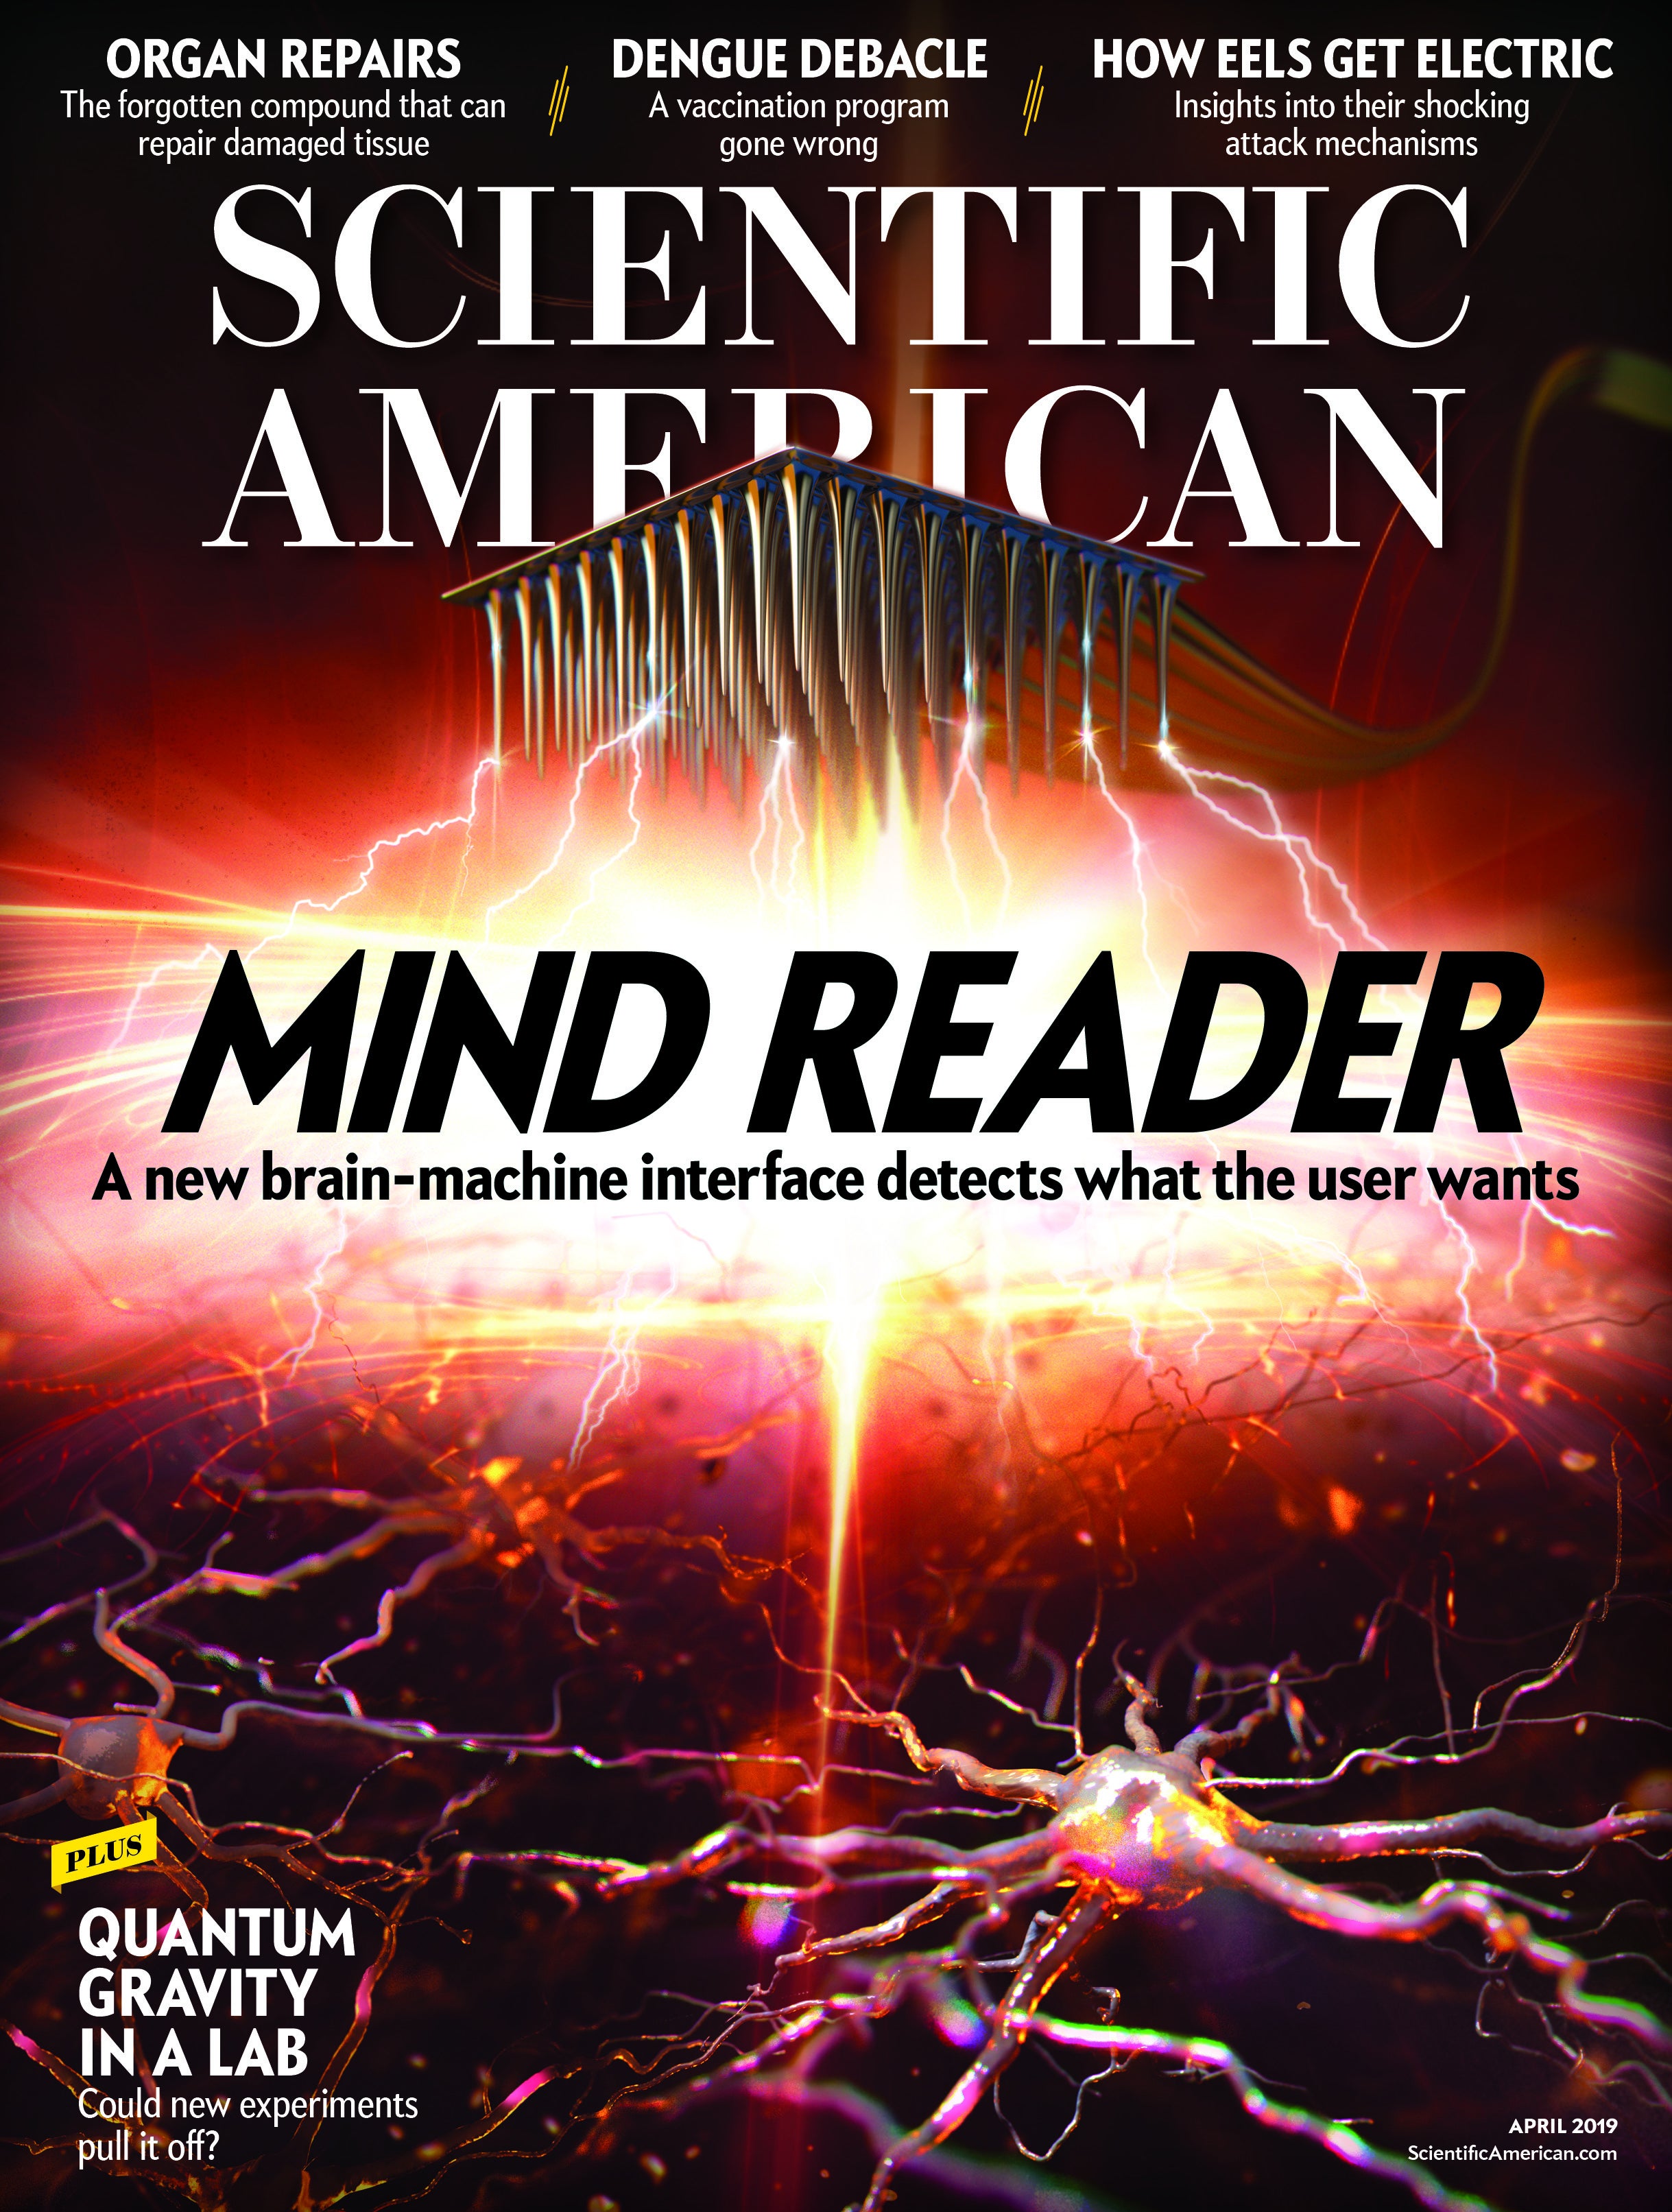 ORGAN REPAIRS
The forgotten compound that can
repair damaged tissue
DENGUE DEBACLE
A vaccination program
gone wrong
HOW EELS GET ELECTRIC
Insights into their shocking
attack mechanisms
SCIENTIFIC
AMERICAN
MIND READER
A new brain-machine interface detects what the user wants
PLUS
QUANTUM
GRAVITY
IN A LAB
Could new experiments
pull it off?
APRIL 2019
ScientificAmerican.com